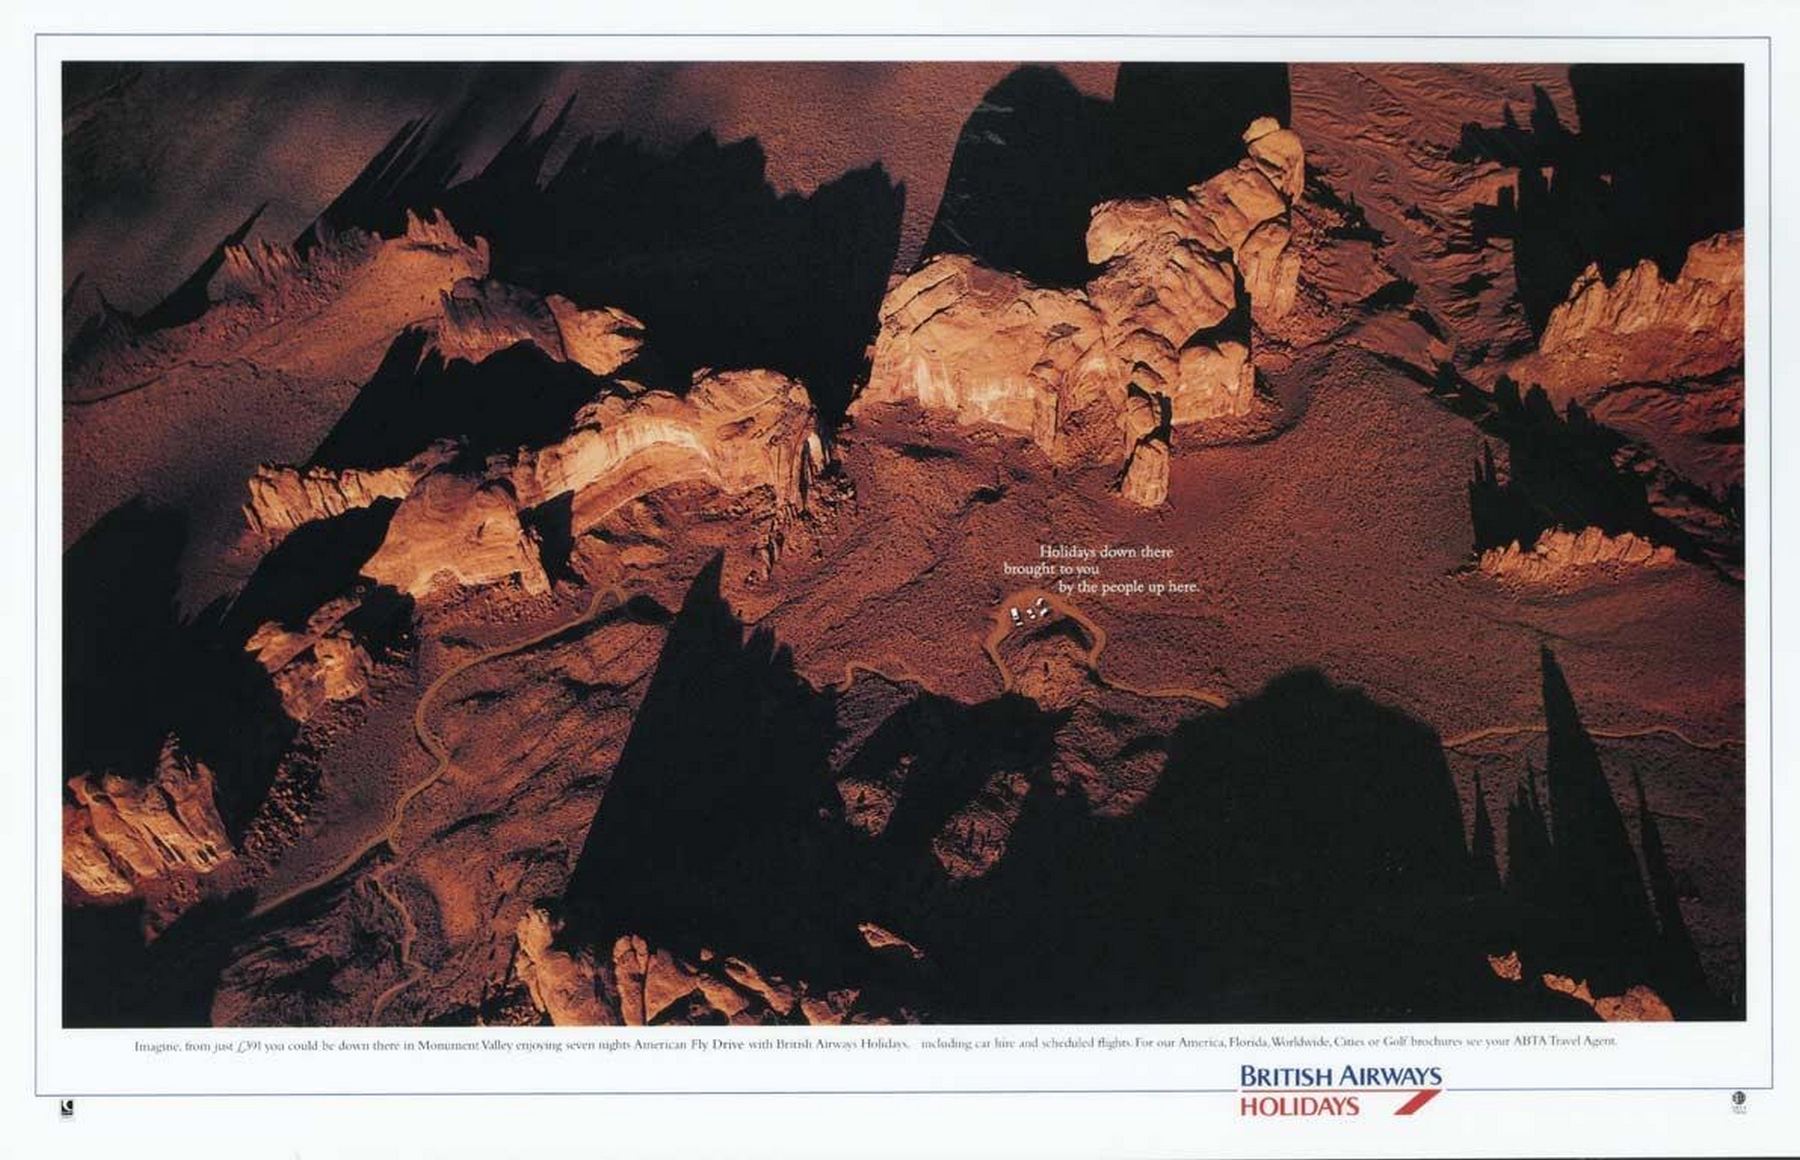 Holidays down there
brought to you
by the people up here.
Imagine, from just £391 you could be down there in Monument Valley enjoying seven nights American Fly Drive with British Airways Holidays, including car hire and scheduled flights. For our America, Florida, Worldwide, Cities or Golf brochures see your ABTA Travel Agent.
BRITISH AIRWAYS
HOLIDAYS